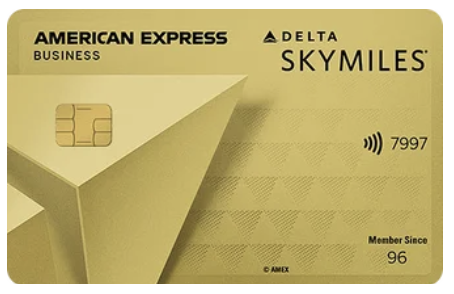 AMERICAN EXPRESS
BUSINESS
DELTA
SKYMILES®
7997
Member Since
96
© AMEX